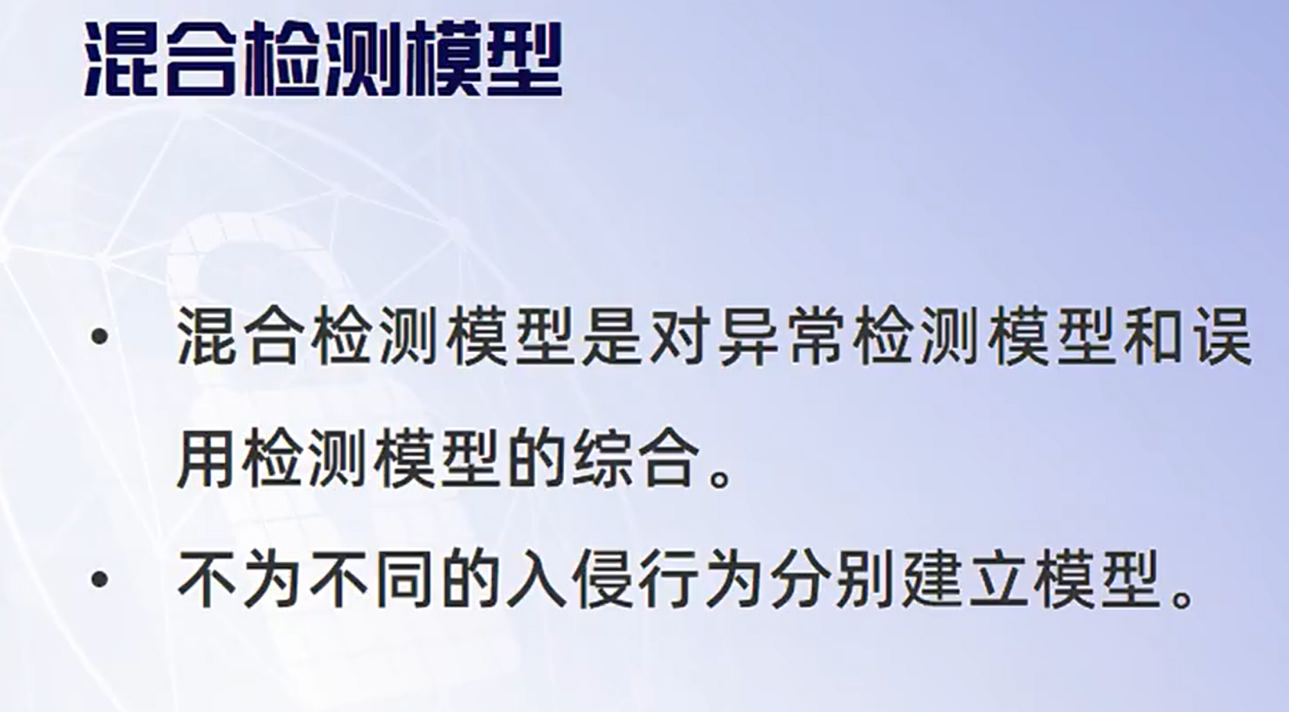 混合检测模型
• 混合检测模型是对异常检测模型和误
用检测模型的综合。
• 不为不同的入侵行为分别建立模型。